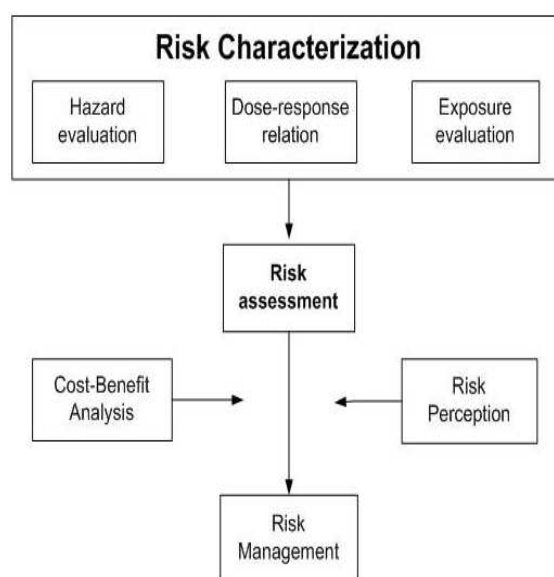 Risk Characterization
Hazard
evaluation
Dose-response
relation
Exposure
evaluation
Risk
assessment
Cost-Benefit
Analysis
Risk
Perception
Risk
Management